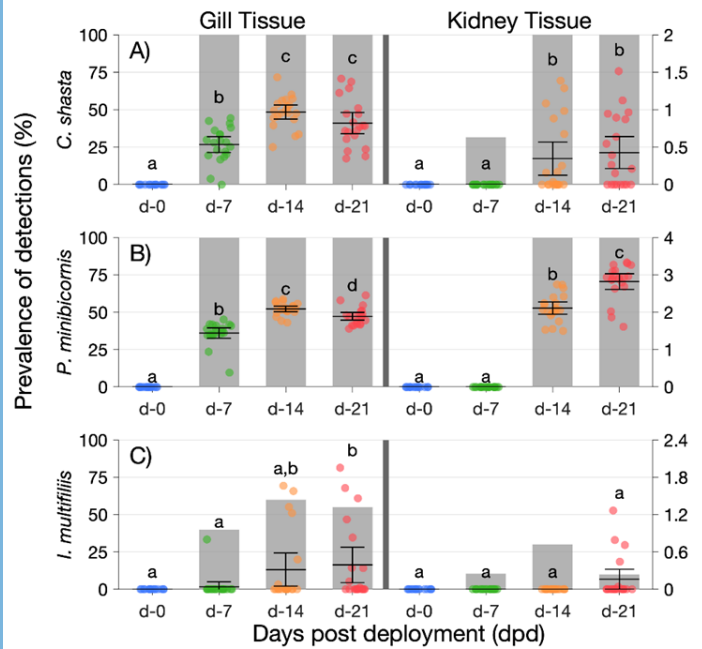 Gill Tissue Kidney Tissue
Prevalence of detections (%)
A)
C. shasta
100 75 50 25 0
2 1.5 1 0.5 0
a b c c a a b b
d-0 d-7 d-14 d-21 d-0 d-7 d-14 d-21
B)
P. minibicornis
100 75 50 25 0
4 3 2 1 0
a b c d a a b c
d-0 d-7 d-14 d-21 d-0 d-7 d-14 d-21
C)
I. multifiliis
100 75 50 25 0
2.4 1.8 1.2 0.6 0
a a a,b b a a a a
d-0 d-7 d-14 d-21 d-0 d-7 d-14 d-21
Days post deployment (dpd)